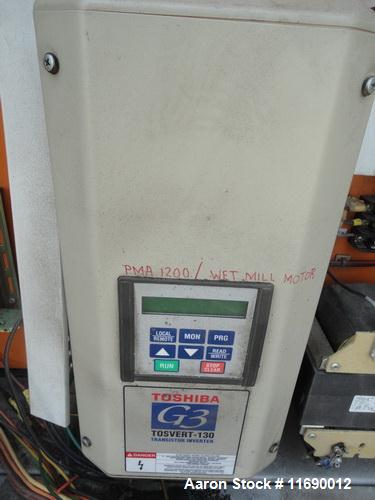 PMA 1200/ WET MILL MOTOR
LOCAL REMOTE MON PRG
READ WRITE
RUN STOP CLEAR
TOSHIBA
G3
TOSVERT-130
TRANSISTOR INVERTER
DANGER
Aaron Stock # 11690012